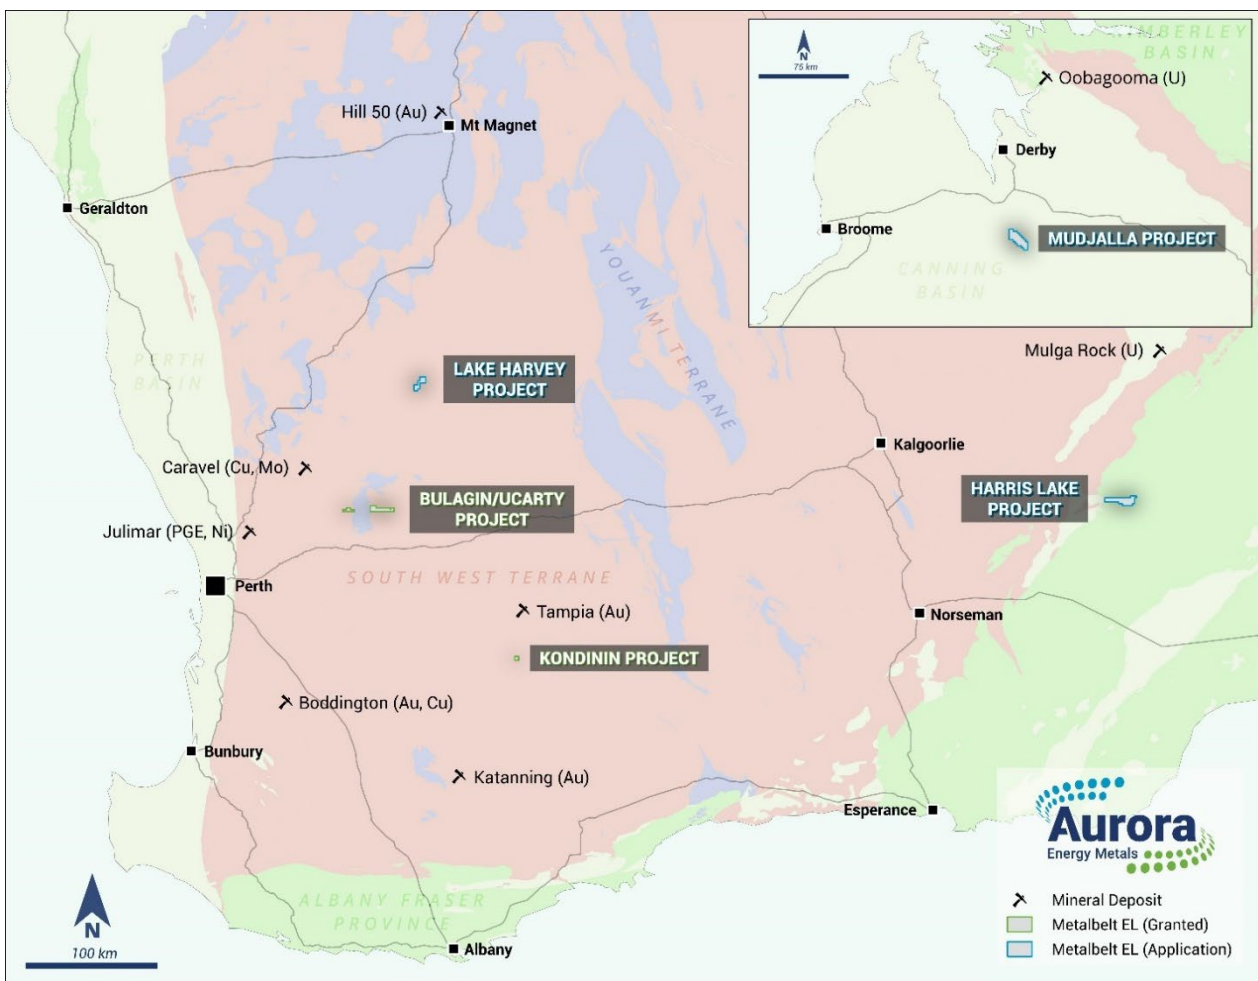 KIMBERLEY
BASIN
N
75 km
Oobagooma (U)
Derby
Broome
MUDJALLA PROJECT
CANNING
BASIN
Hill 50 (Au)
Mt Magnet
Geraldton
YOUANMI TERRANE
PERTH
BASIN
LAKE HARVEY
PROJECT
Mulga Rock (U)
Kalgoorlie
Caravel (Cu, Mo)
HARRIS LAKE
PROJECT
BULAGIN/UCARTY
PROJECT
Julimar (PGE, Ni)
Perth
SOUTH WEST TERRANE
Tampia (Au)
Norseman
KONDININ PROJECT
Boddington (Au, Cu)
Bunbury
Katanning (Au)
Esperance
ALBANY FRASER
PROVINCE
Albany
N
100 km
Aurora
Energy Metals
Mineral Deposit
Metalbelt EL (Granted)
Metalbelt EL (Application)